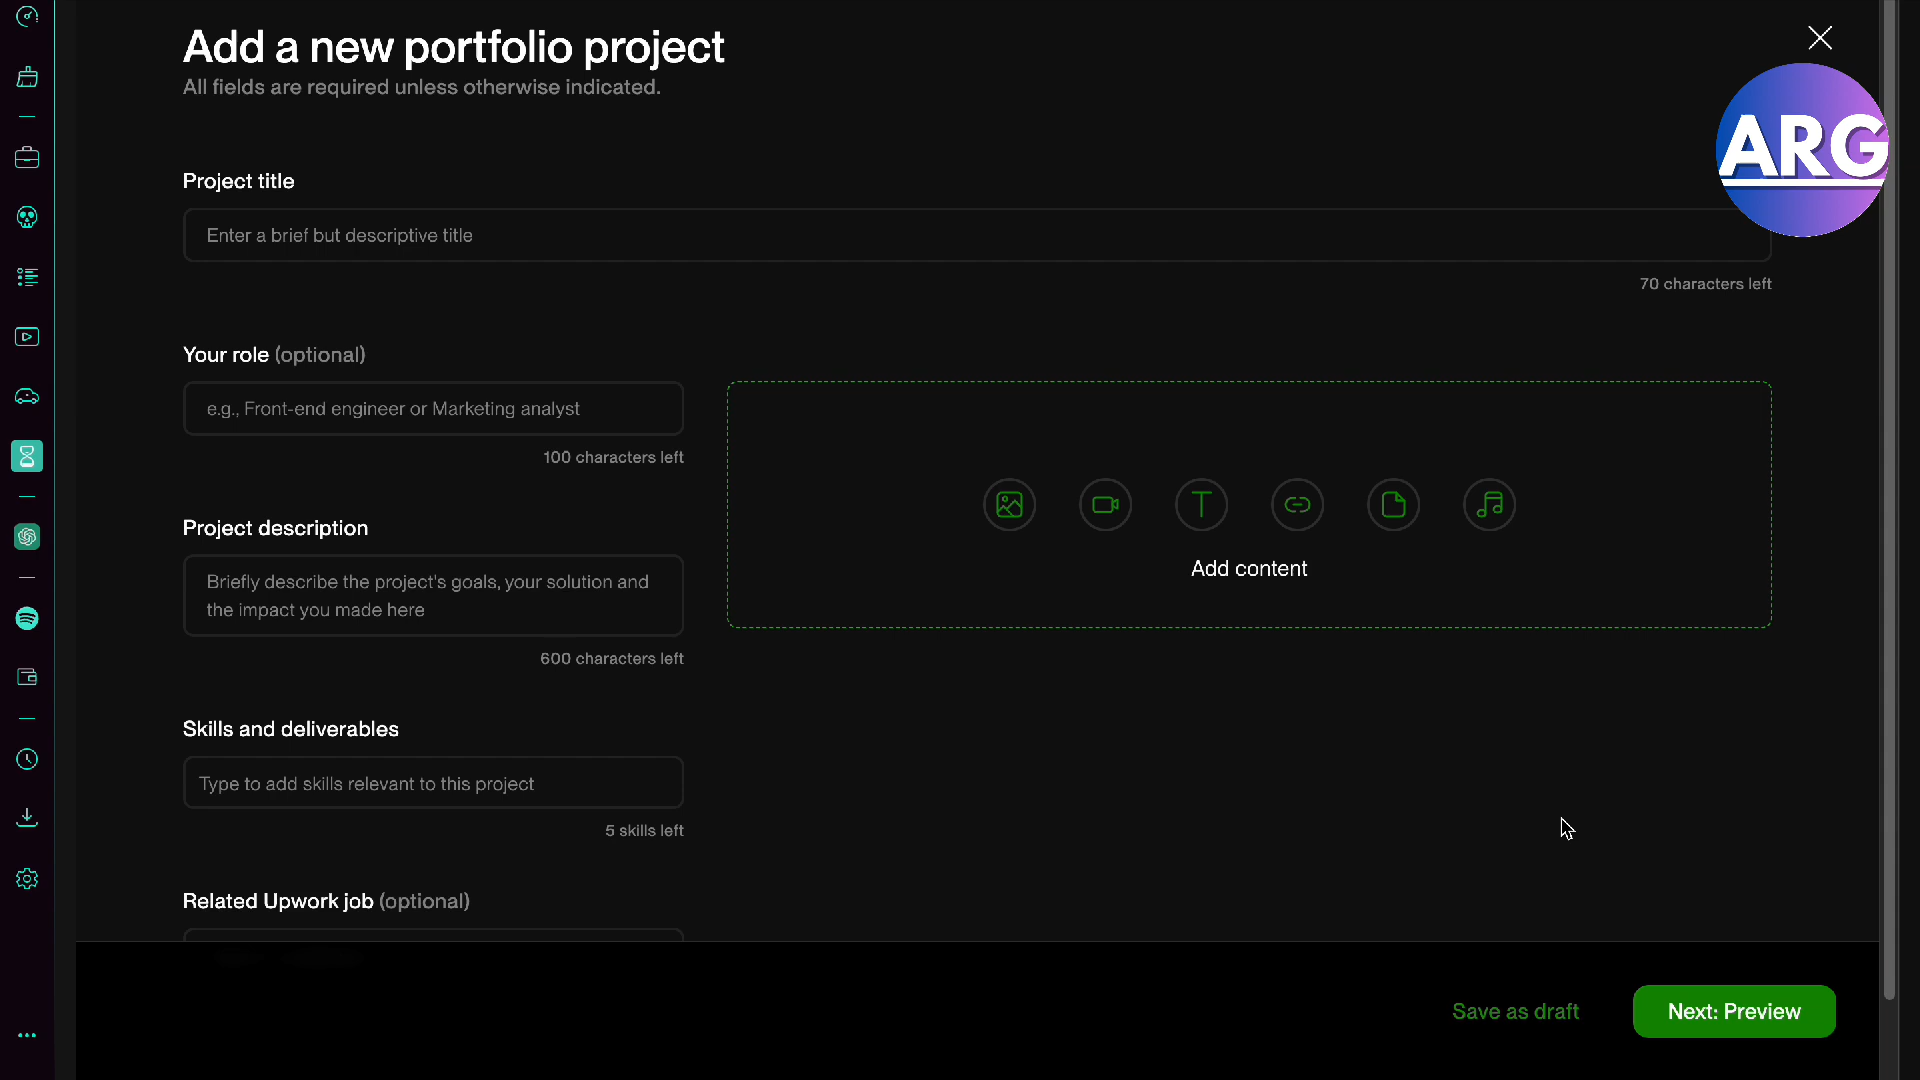 Add a new portfolio project
All fields are required unless otherwise indicated.
ARG
Project title
Enter a brief but descriptive title
70 characters left
Your role (optional)
e.g., Front-end engineer or Marketing analyst
100 characters left
Project description
Briefly describe the project's goals, your solution and
the impact you made here
600 characters left
Add content
Skills and deliverables
Type to add skills relevant to this project
5 skills left
Related Upwork job (optional)
Save as draft
Next: Preview